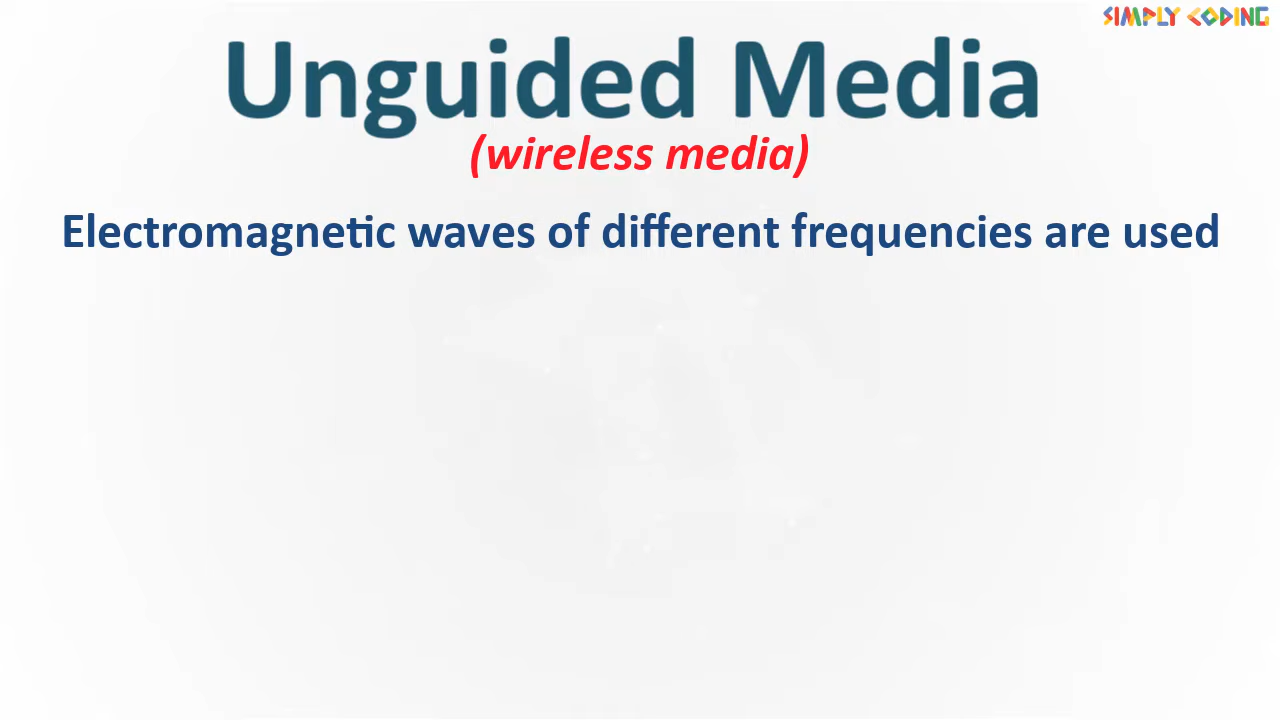 SIMPLY CODING
Unguided Media
(wireless media)
Electromagnetic waves of different frequencies are used